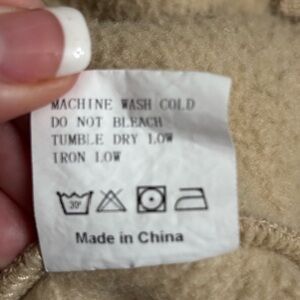 MACHINE WASH COLD
DO NOT BLEACH
TUMBLE DRY LOW
IRON LOW
30°
Made in China